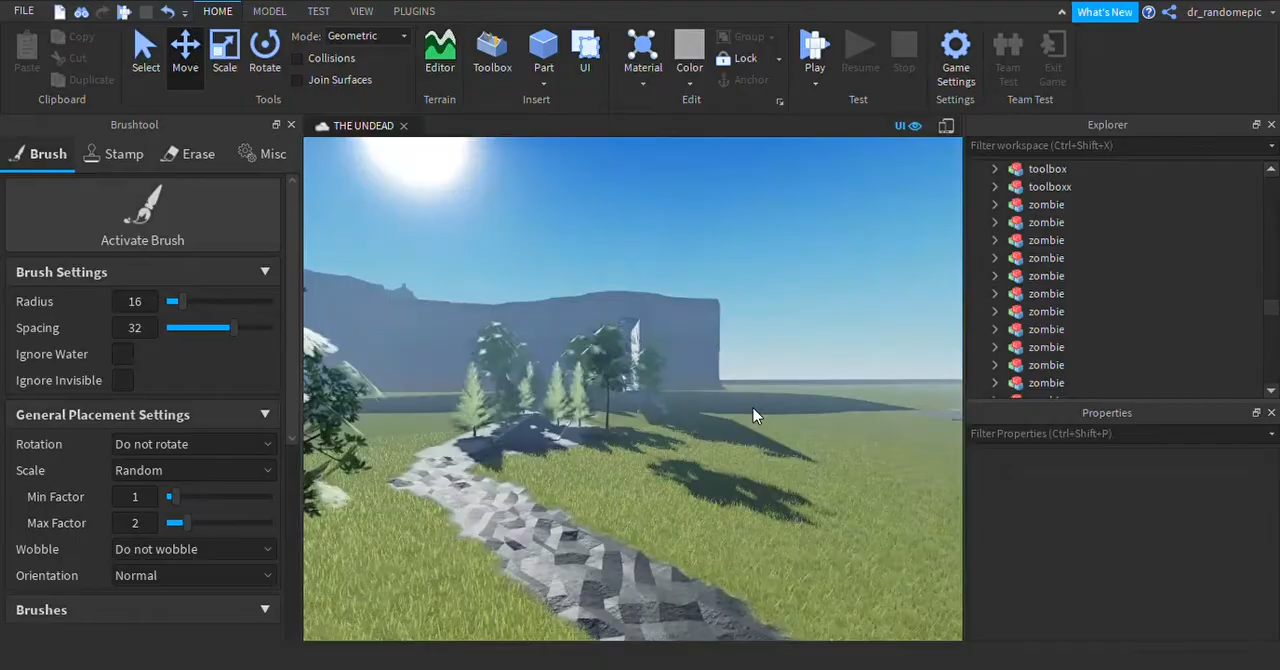 FILE HOME MODEL TEST VIEW PLUGINS What's New dr_randomepic
Paste Copy Cut Duplicate
Clipboard
Select Move Scale Rotate
Mode: Geometric
Collisions
Join Surfaces
Tools
Editor
Terrain
Toolbox Part UI
Insert
Material Color Group Lock Anchor
Edit
Play Resume Stop
Test
Game
Settings
Settings
Team
Test
Exit
Game
Team Test
Brushtool
Brush Stamp Erase Misc
Activate Brush
Brush Settings
Radius 16
Spacing 32
Ignore Water
Ignore Invisible
General Placement Settings
Rotation Do not rotate
Scale Random
Min Factor 1
Max Factor 2
Wobble Do not wobble
Orientation Normal
Brushes
THE UNDEAD
UI
Explorer
Filter workspace (Ctrl+Shift+X)
toolbox
toolboxx
zombie
zombie
zombie
zombie
zombie
zombie
zombie
zombie
zombie
zombie
zombie
Properties
Filter Properties (Ctrl+Shift+P)